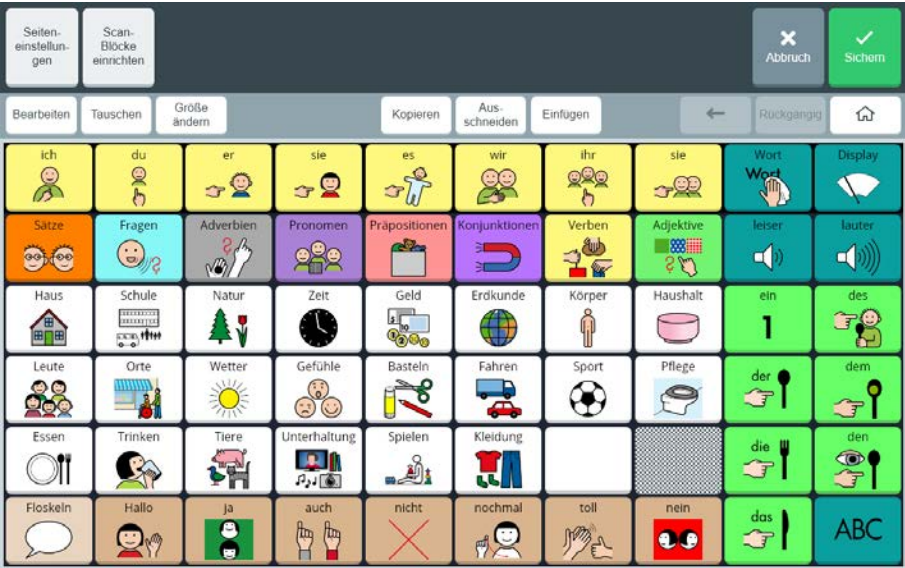 Seiten-
einstellun-
gen
Scan-
Blöcke
einrichten
Abbruch
Sichern
Bearbeiten
Tauschen
Größe
ändern
Kopieren
Aus-
schneiden
Einfügen
Rückgängig
ich du er sie es wir ihr sie Wort Display
Wort
Sätze Fragen Adverbien Pronomen Präpositionen Konjunktionen Verben Adjektive leiser lauter
Haus Schule Natur Zeit Geld Erdkunde Körper Haushalt ein des
5 10
1
Leute Orte Wetter Gefühle Basteln Fahren Sport Pflege der dem
Essen Trinken Tiere Unterhaltung Spielen Kleidung die den
Floskeln Hallo ja auch nicht nochmal toll nein das ABC